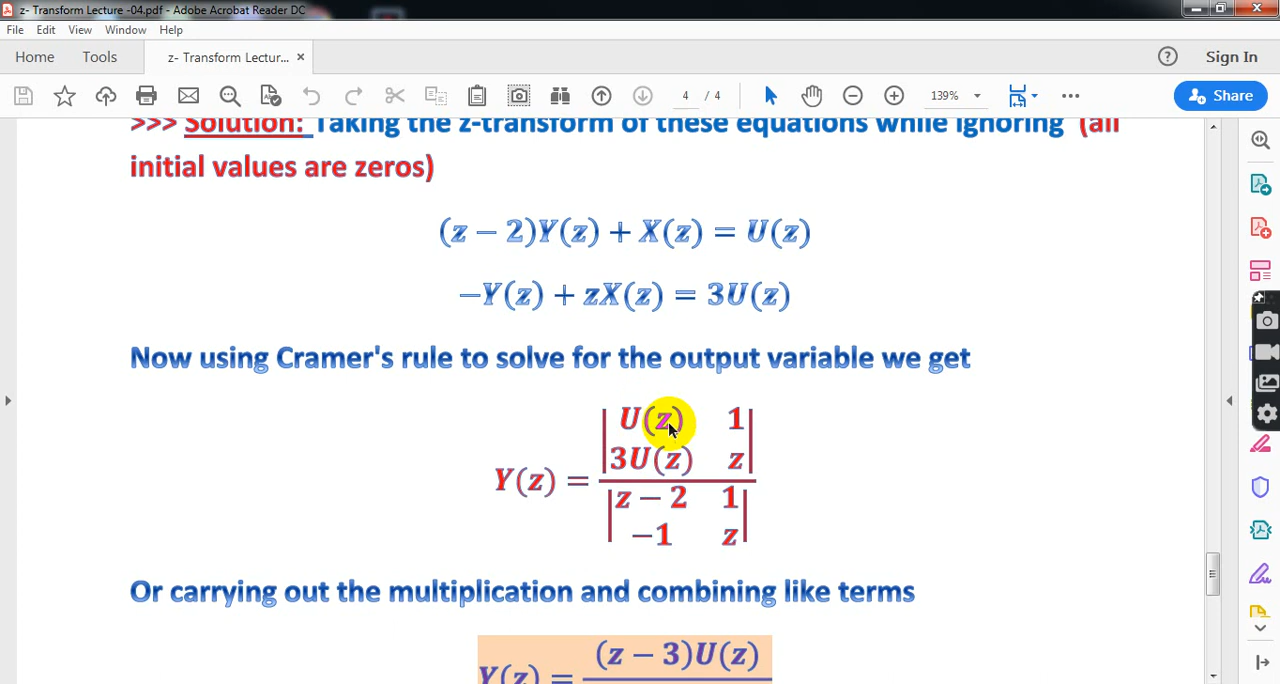 z- Transform Lecture -04.pdf - Adobe Acrobat Reader DC
File Edit View Window Help
Home Tools z- Transform Lectur... × Sign In
4 / 4 139% Share
>>> Solution: Taking the z-transform of these equations while ignoring (all
initial values are zeros)
(z − 2)Y(z) + X(z) = U(z)
−Y(z) + zX(z) = 3U(z)
Now using Cramer's rule to solve for the output variable we get
U(z) 1
3U(z) z
Y(z) =
z − 2 1
−1 z
Or carrying out the multiplication and combining like terms
(z − 3)U(z)
Y(z) =